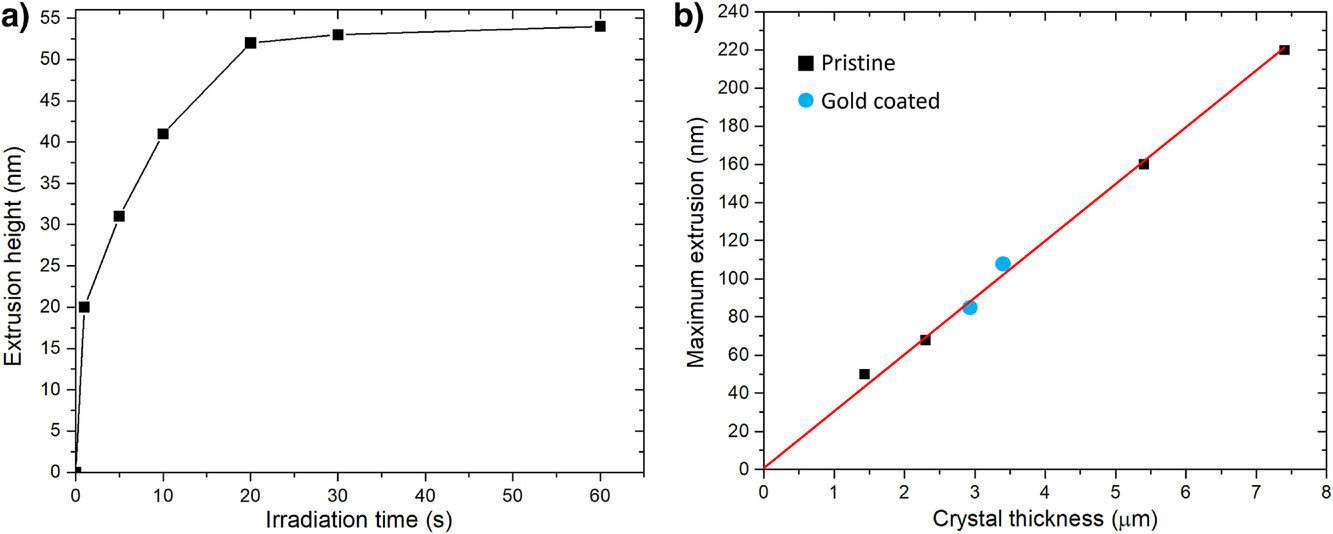 a)
55
50
45
40
35
30
25
20
15
10
5
0
Extrusion height (nm)
0 10 20 30 40 50 60
Irradiation time (s)
b)
240
220
200
180
160
140
120
100
80
60
40
20
0
Maximum extrusion (nm)
Pristine
Gold coated
0 1 2 3 4 5 6 7 8
Crystal thickness (μm)